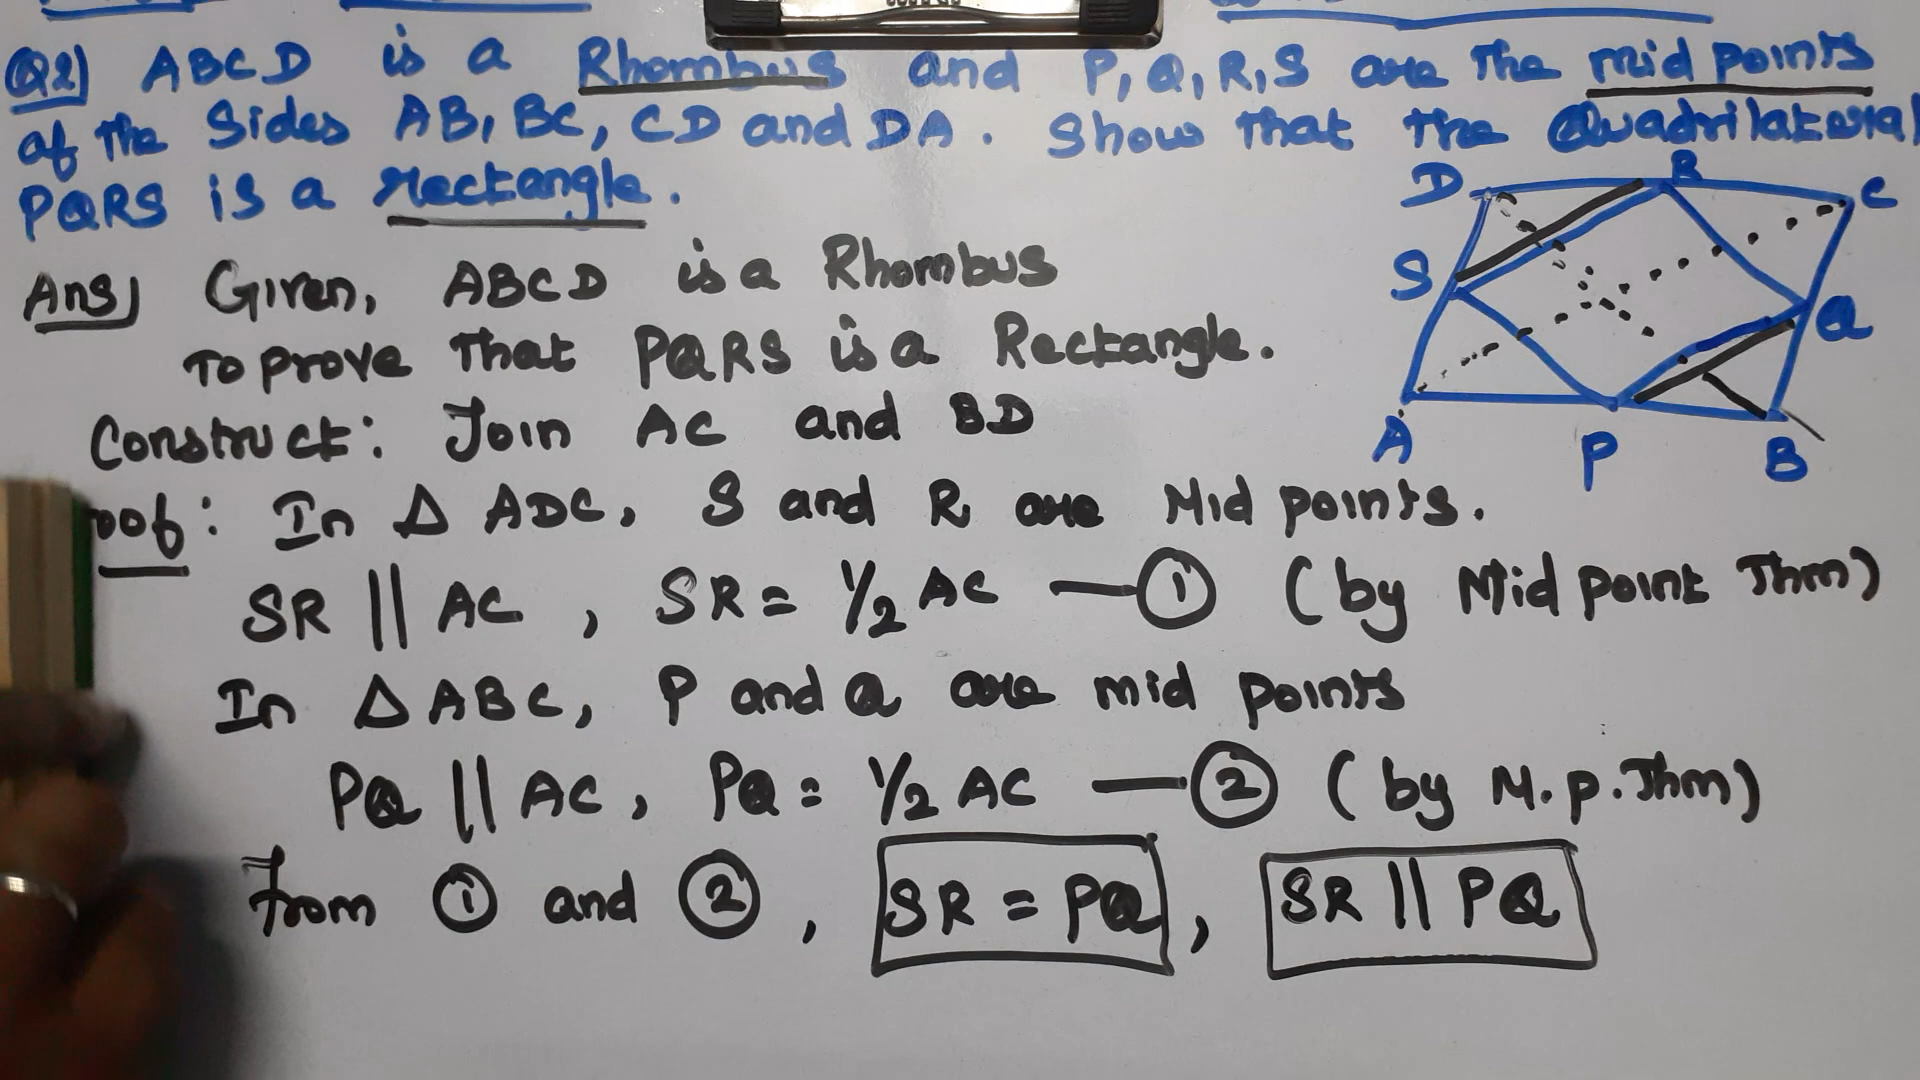 Q2) ABCD is a Rhombus and P, Q, R, S are the mid points
of the Sides AB, BC, CD and DA. Show that the Quadrilateral
PQRS is a rectangle.
D R C
S Q
A P B
Ans) Given, ABCD is a Rhombus
To prove that PQRS is a Rectangle.
Construct: Join AC and BD
oof: In Δ ADC, S and R are Mid points.
SR || AC, SR = 1/2 AC — ① (by Mid point Thm)
In Δ ABC, P and Q are mid points
PQ || AC, PQ = 1/2 AC — ② (by M.P.Thm)
From ① and ②, SR = PQ, SR || PQ